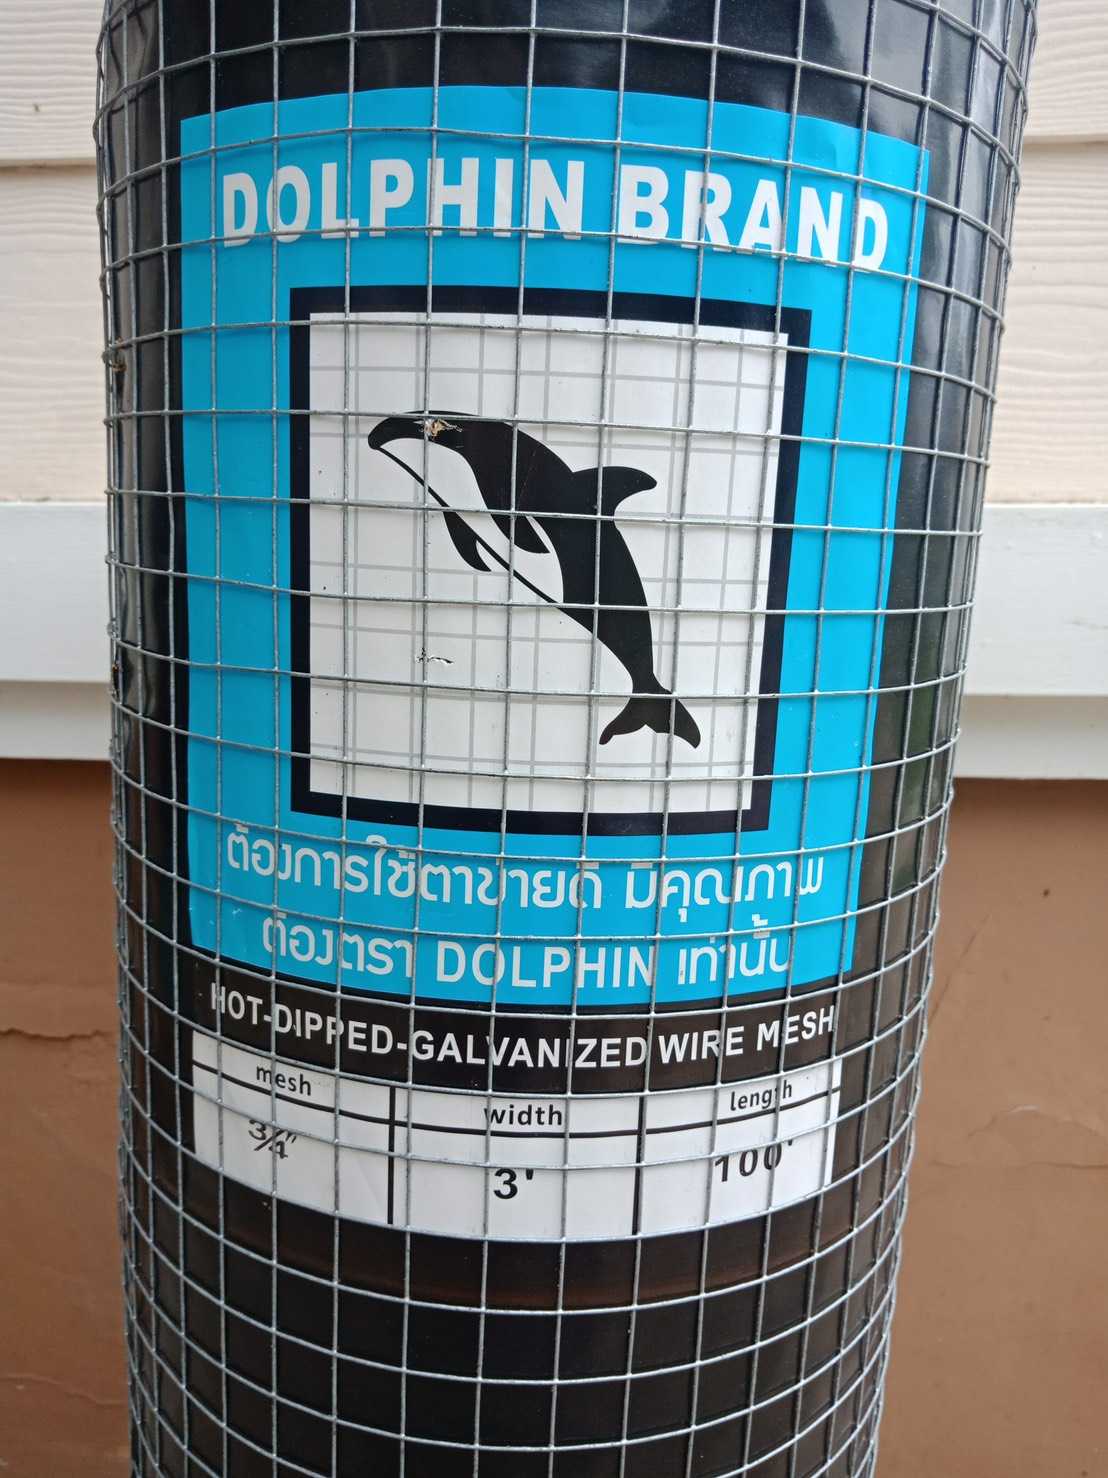 DOLPHIN BRAND
ต้องการใช้ตาข่ายดี มีคุณภาพ
ต้องตรา DOLPHIN เท่านั้น
HOT-DIPPED-GALVANIZED WIRE MESH
mesh width length
3/4" 3' 100'